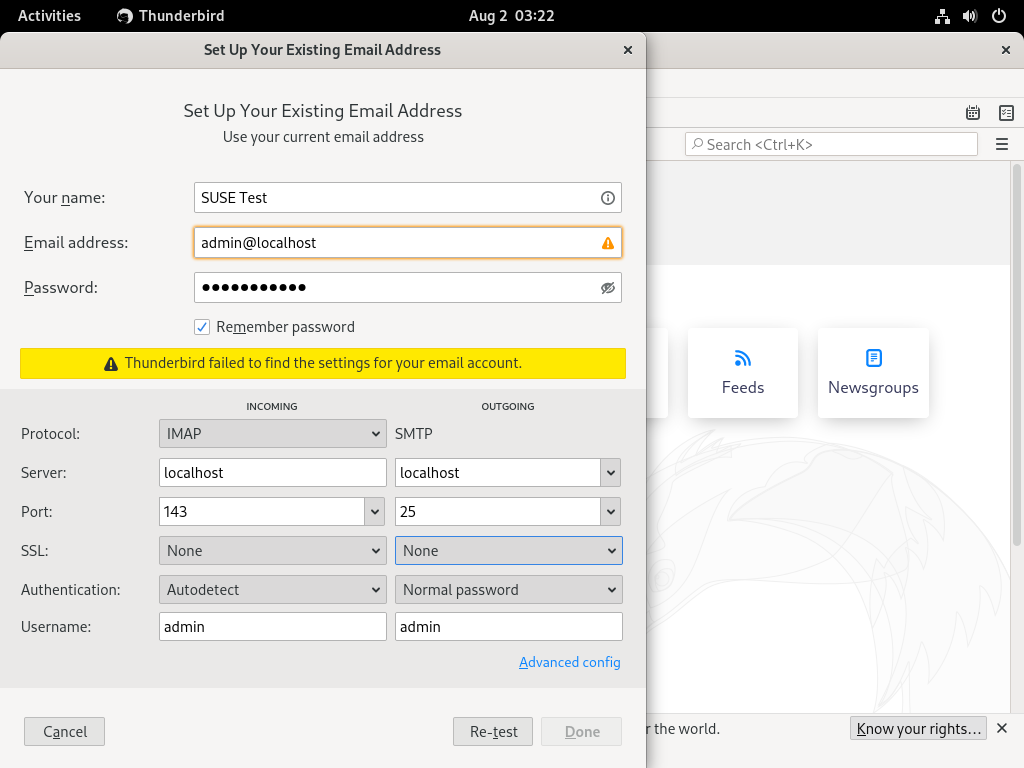 Activities Thunderbird Aug 2 03:22
Set Up Your Existing Email Address
Set Up Your Existing Email Address
Use your current email address
Search <Ctrl+K>
Your name: SUSE Test
Email address: admin@localhost
Password: ●●●●●●●●●●●
Remember password
Thunderbird failed to find the settings for your email account.
Feeds Newsgroups
INCOMING OUTGOING
Protocol: IMAP SMTP
Server: localhost localhost
Port: 143 25
SSL: None None
Authentication: Autodetect Normal password
Username: admin admin
Advanced config
Cancel Re-test Done
the world. Know your rights...